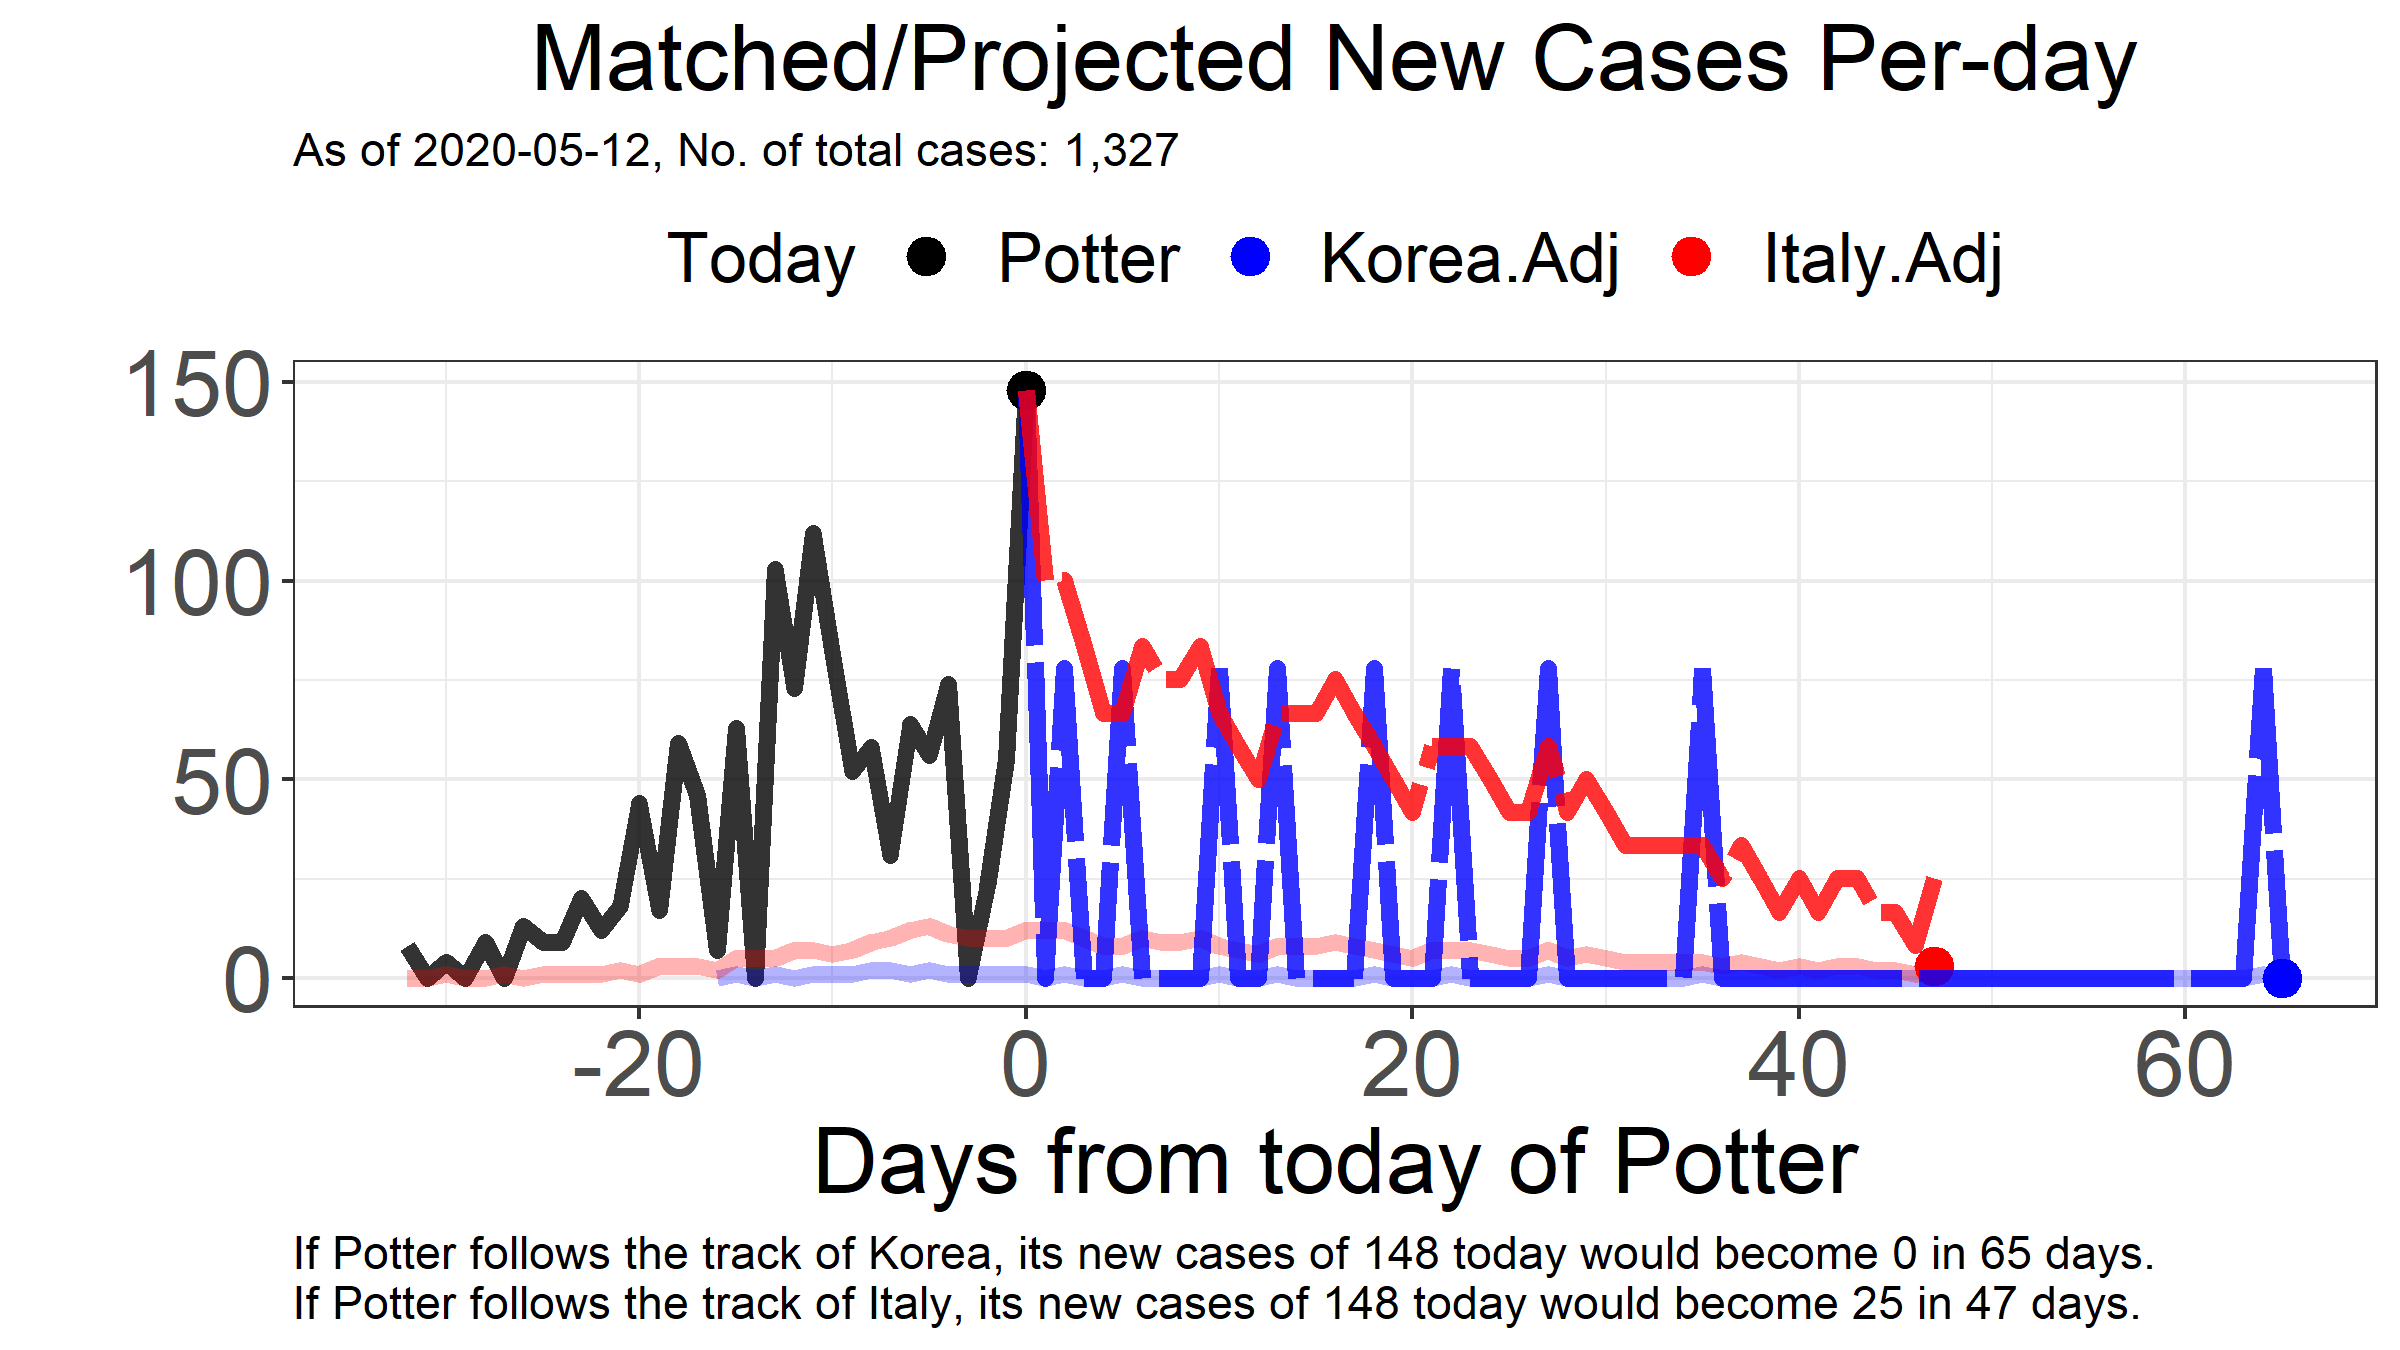 Matched/Projected New Cases Per-day
As of 2020-05-12, No. of total cases: 1,327
Today Potter Korea.Adj Italy.Adj
150
100
50
0
-20 0 20 40 60
Days from today of Potter
If Potter follows the track of Korea, its new cases of 148 today would become 0 in 65 days.
If Potter follows the track of Italy, its new cases of 148 today would become 25 in 47 days.